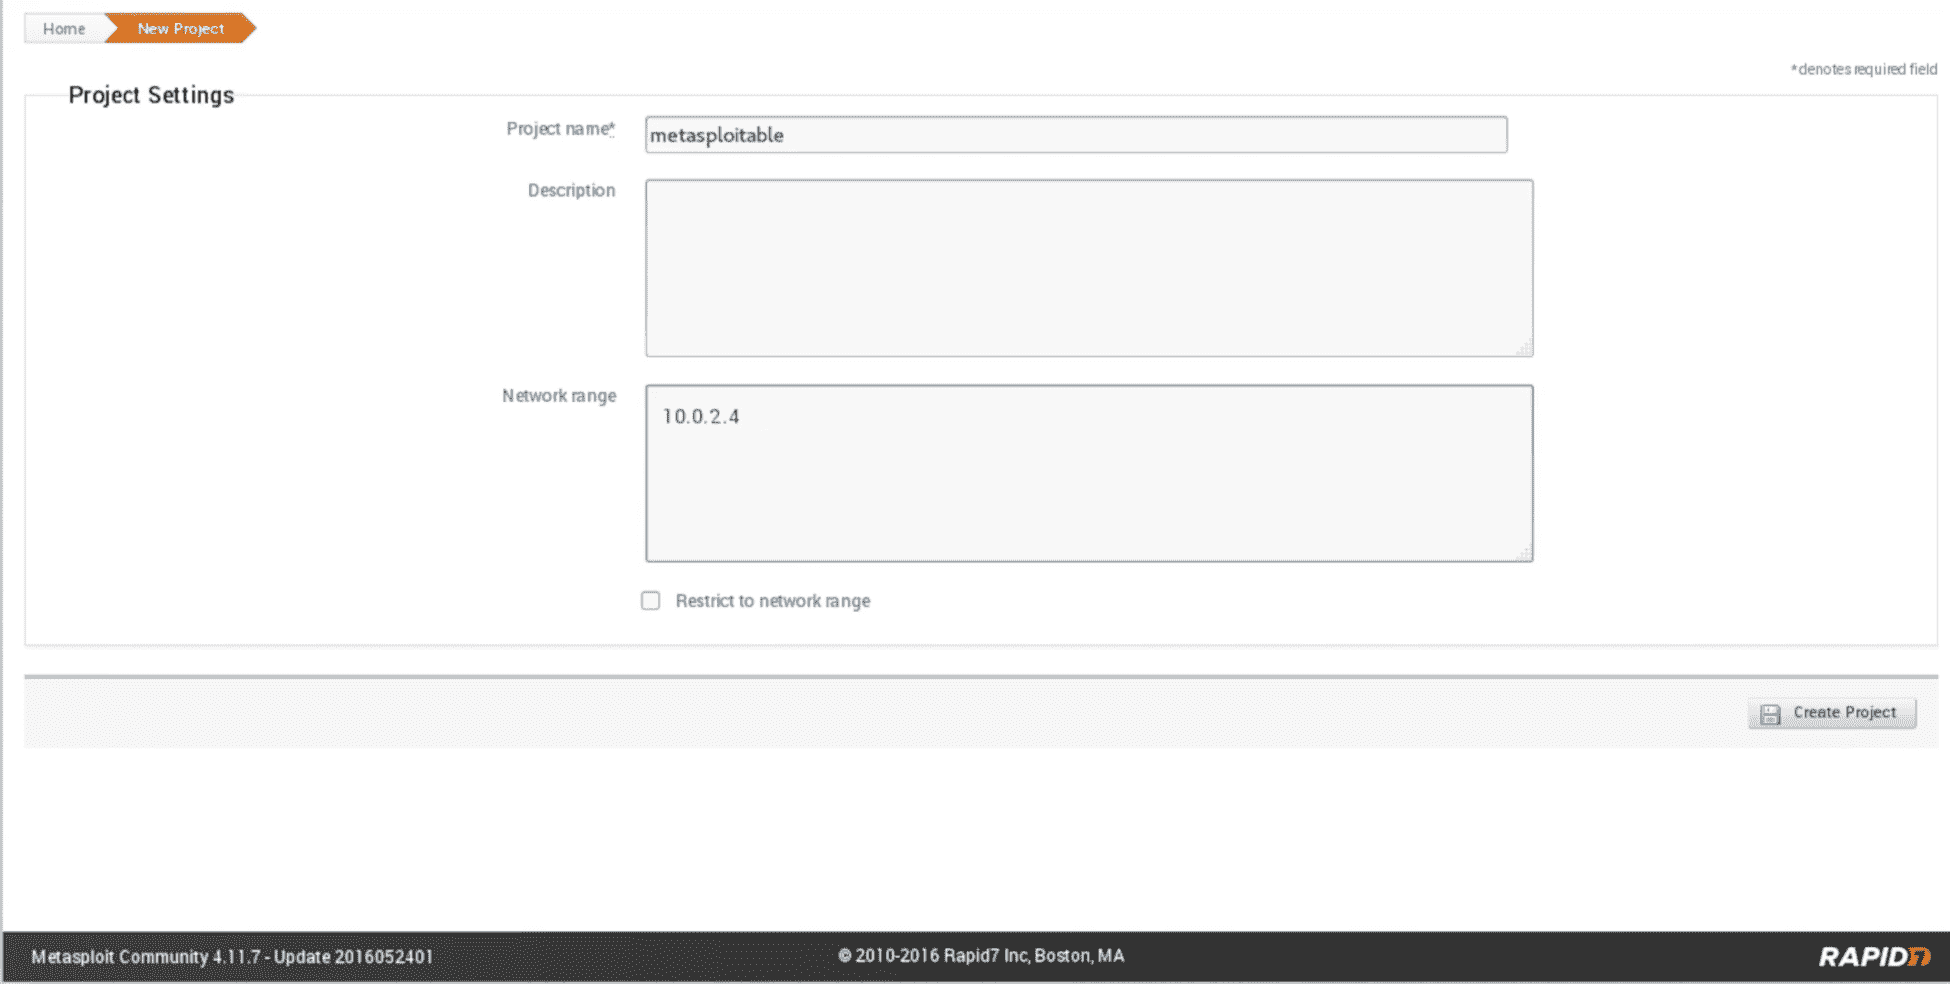 Home
New Project
*denotes required field
Project Settings
Project name*
metasploitable
Description
Network range
10.0.2.4
Restrict to network range
Create Project
Metasploit Community 4.11.7 - Update 2016052401
© 2010-2016 Rapid7 Inc, Boston, MA
RAPID7